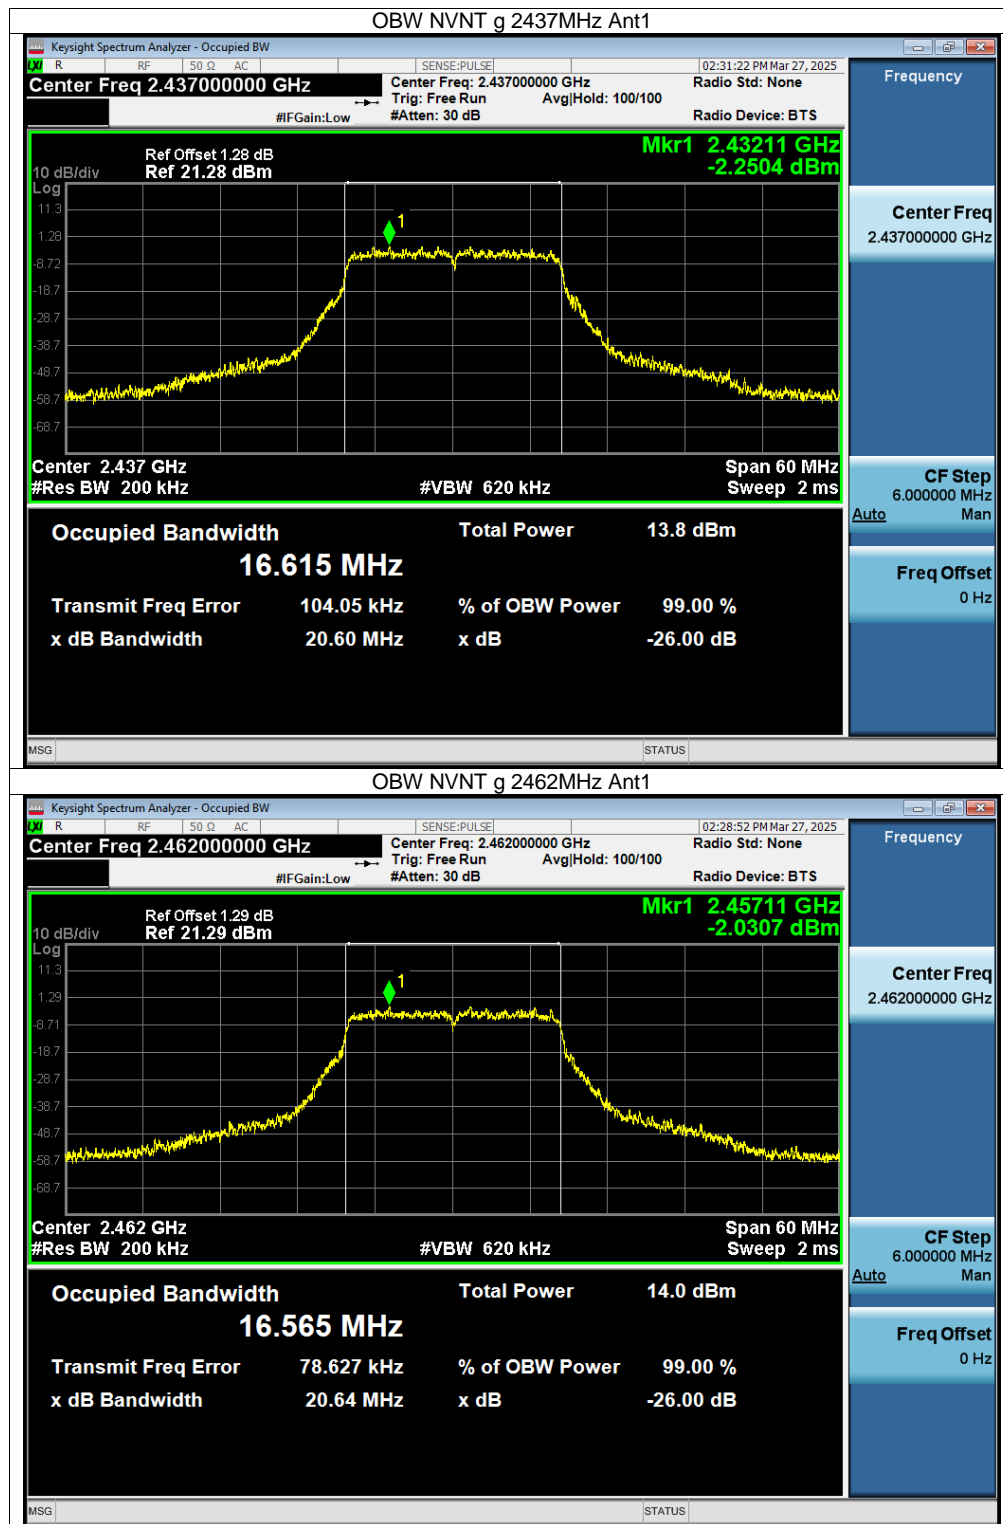 OBW NVNT g 2437MHz Ant1
Keysight Spectrum Analyzer - Occupied BW
LXI R RF 50 Ω AC SENSE:PULSE 02:31:22 PM Mar 27, 2025
Center Freq 2.437000000 GHz Center Freq: 2.437000000 GHz Radio Std: None Frequency
Trig: Free Run Avg|Hold: 100/100
#IFGain:Low #Atten: 30 dB Radio Device: BTS
Mkr1 2.43211 GHz
Ref Offset 1.28 dB -2.2504 dBm
10 dB/div Ref 21.28 dBm
Log
11.3
1
1.28
-8.72
-18.7
-28.7
-38.7
-48.7
-58.7
-68.7
Center Freq
2.437000000 GHz
Center 2.437 GHz Span 60 MHz
#Res BW 200 kHz #VBW 620 kHz Sweep 2 ms
CF Step
6.000000 MHz
Auto Man
Occupied Bandwidth Total Power 13.8 dBm
16.615 MHz
Freq Offset
0 Hz
Transmit Freq Error 104.05 kHz % of OBW Power 99.00 %
x dB Bandwidth 20.60 MHz x dB -26.00 dB
MSG STATUS
OBW NVNT g 2462MHz Ant1
Keysight Spectrum Analyzer - Occupied BW
LXI R RF 50 Ω AC SENSE:PULSE 02:28:52 PM Mar 27, 2025
Center Freq 2.462000000 GHz Center Freq: 2.462000000 GHz Radio Std: None Frequency
Trig: Free Run Avg|Hold: 100/100
#IFGain:Low #Atten: 30 dB Radio Device: BTS
Mkr1 2.45711 GHz
Ref Offset 1.29 dB -2.0307 dBm
10 dB/div Ref 21.29 dBm
Log
11.3
1
1.29
-8.71
-18.7
-28.7
-38.7
-48.7
-58.7
-68.7
Center Freq
2.462000000 GHz
Center 2.462 GHz Span 60 MHz
#Res BW 200 kHz #VBW 620 kHz Sweep 2 ms
CF Step
6.000000 MHz
Auto Man
Occupied Bandwidth Total Power 14.0 dBm
16.565 MHz
Freq Offset
0 Hz
Transmit Freq Error 78.627 kHz % of OBW Power 99.00 %
x dB Bandwidth 20.64 MHz x dB -26.00 dB
MSG STATUS